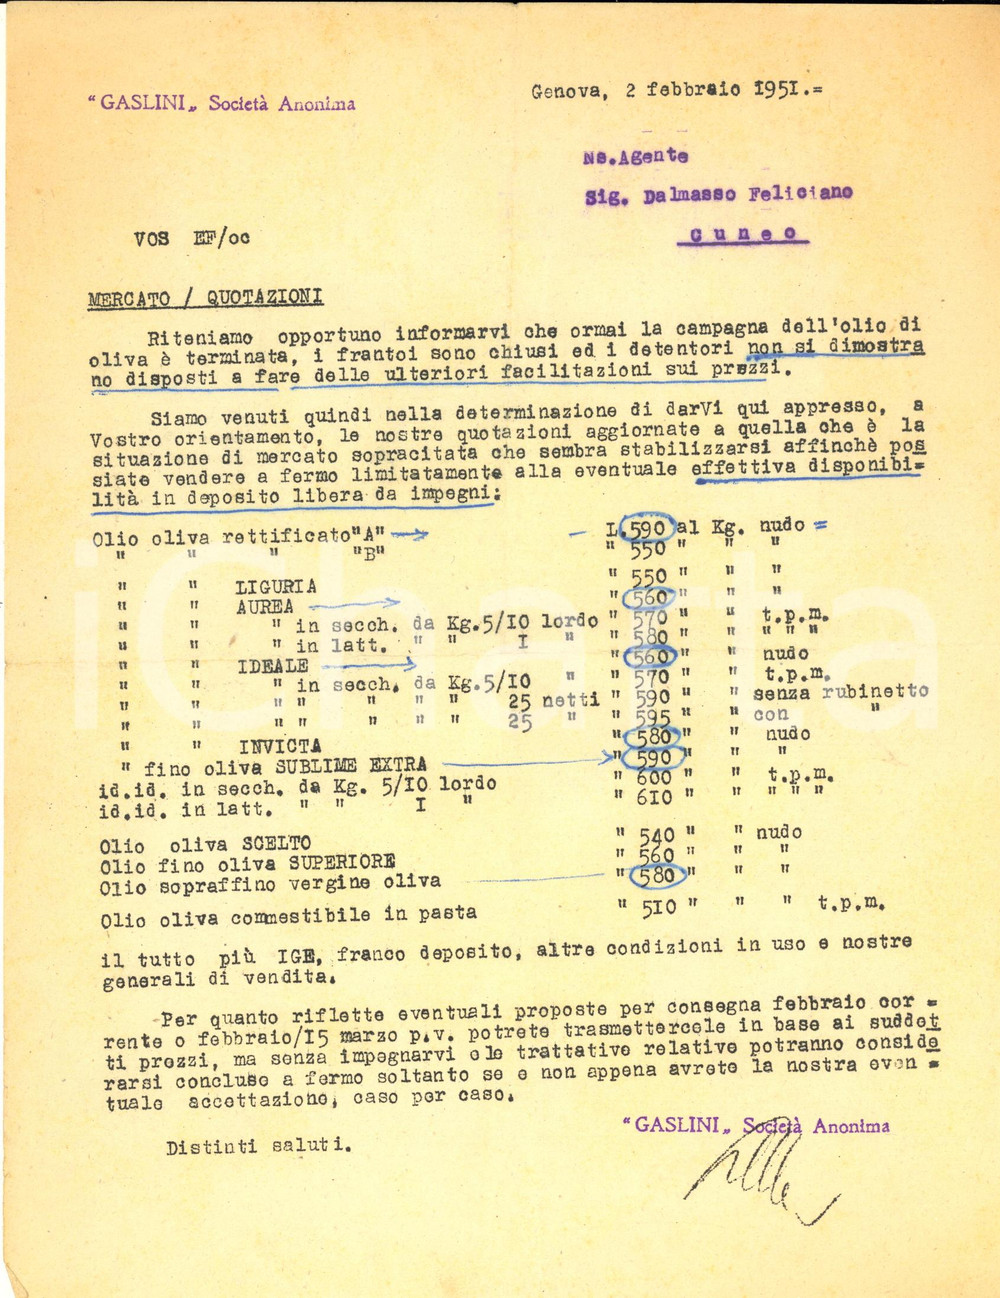 "GASLINI„ Società Anonima
Genova, 2 febbraio 1951.=
Ns.Agente
Sig. Dalmasso Feliciano
C u n e o
VOS EF/oc
MERCATO / QUOTAZIONI
Riteniamo opportuno informarvi che ormai la campagna dell'olio di
oliva è terminata, i frantoi sono chiusi ed i detentori non si dimostra
no disposti a fare delle ulteriori facilitazioni sui prezzi.
Siamo venuti quindi nella determinazione di darVi qui appresso, a
Vostro orientamento, le nostre quotazioni aggiornate a quella che è la
situazione di mercato sopracitata che sembra stabilizzarsi affinchè pos
siate vendere a fermo limitatamente alla eventuale effettiva disponibi=
lità in deposito libera da impegni:
Olio oliva rettificato"A" L.590 al Kg. nudo =
" " " "B" " 550 " " "
" " LIGURIA " 550 " " "
" " AUREA " 560 " " "
" " " in secch. da Kg.5/10 lordo " 570 " " t.p.m.
" " " in latt. " " I " " 580 " " " " "
" " IDEALE " 560 " " nudo
" " " in secch. da Kg.5/10 " " 570 " " t.p.m.
" " " " " " " 25 netti " 590 " " senza rubinetto
" " " " " " " 25 " " 595 " " con "
" " INVICTA " 580 " " nudo
" fino oliva SUBLIME EXTRA " 590 " " "
id.id. in secch. da Kg. 5/10 lordo " 600 " " t.p.m.
id.id. in latt. " " I " " 610 " " " " "
Olio oliva SCELTO " 540 " " nudo
Olio fino oliva SUPERIORE " 560 " " "
Olio sopraffino vergine oliva " 580 " " "
Olio oliva commestibile in pasta " 510 " " " t.p.m.
il tutto più IGE, franco deposito, altre condizioni in uso e nostre
generali di vendita.
Per quanto riflette eventuali proposte per consegna febbraio cor =
rente o febbraio/15 marzo p.v. potrete trasmettercele in base ai suddet
ti prezzi, ma senza impegnarvi e le trattative relative potranno conside
rarsi concluse a fermo soltanto se e non appena avrete la nostra even =
tuale accettazione, caso per caso.
"GASLINI„ Società Anonima
Distinti saluti.